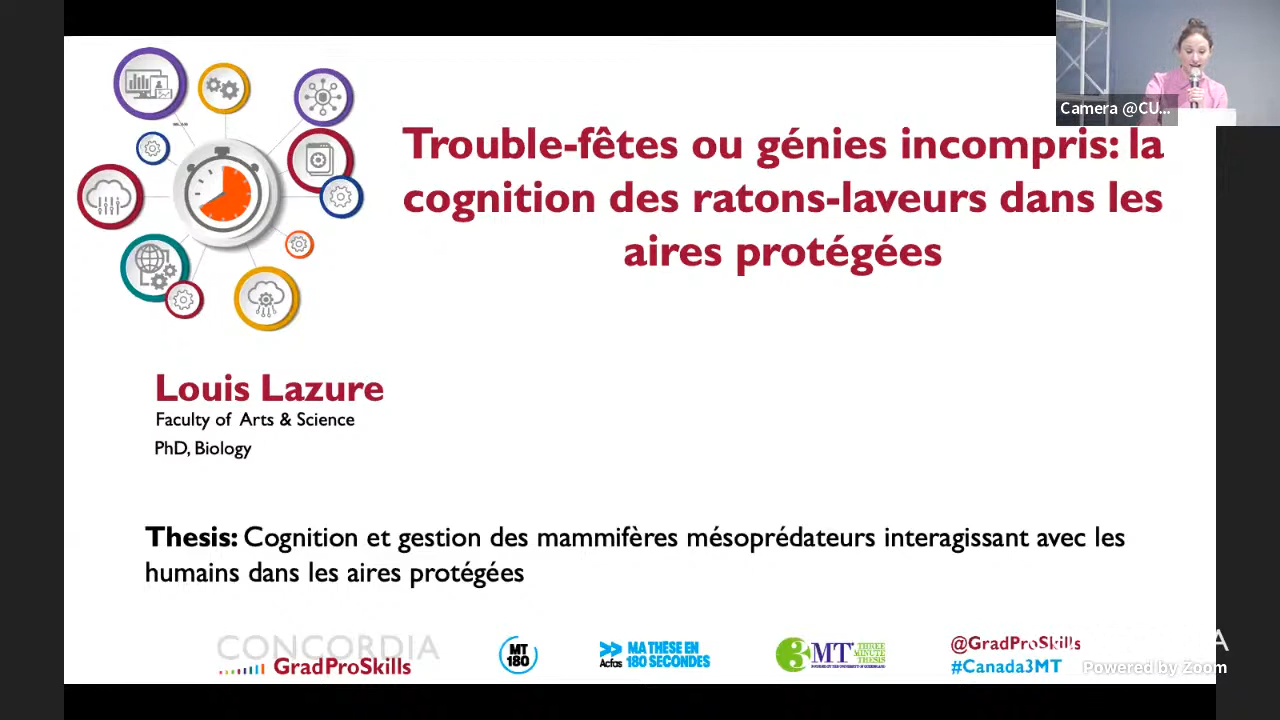 Camera @CU...
Trouble-fêtes ou génies incompris: la
cognition des ratons-laveurs dans les
aires protégées
Louis Lazure
Faculty of Arts & Science
PhD, Biology
Thesis: Cognition et gestion des mammifères mésoprédateurs interagissant avec les
humains dans les aires protégées
CONCORDIA
GradProSkills
MT
180
Acfas
MA THÈSE EN
180 SECONDES
3MT
THREE
MINUTE
THESIS
@GradProSkills
#Canada3MT
Powered by Zoom